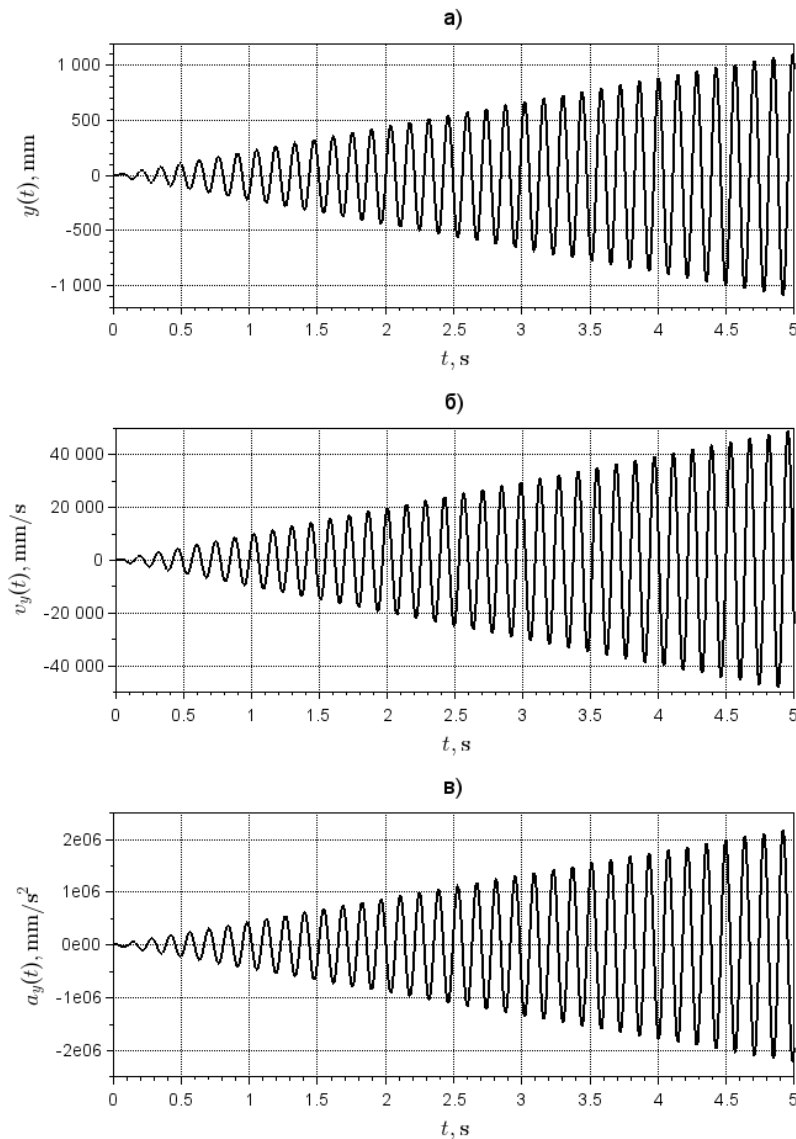 а)
1 000
500
0
-500
-1 000
y(t), mm
0 0.5 1 1.5 2 2.5 3 3.5 4 4.5 5
t, s
б)
40 000
20 000
0
-20 000
-40 000
v_y(t), mm/s
0 0.5 1 1.5 2 2.5 3 3.5 4 4.5 5
t, s
в)
2e06
1e06
0e00
-1e06
-2e06
a_y(t), mm/s²
0 0.5 1 1.5 2 2.5 3 3.5 4 4.5 5
t, s